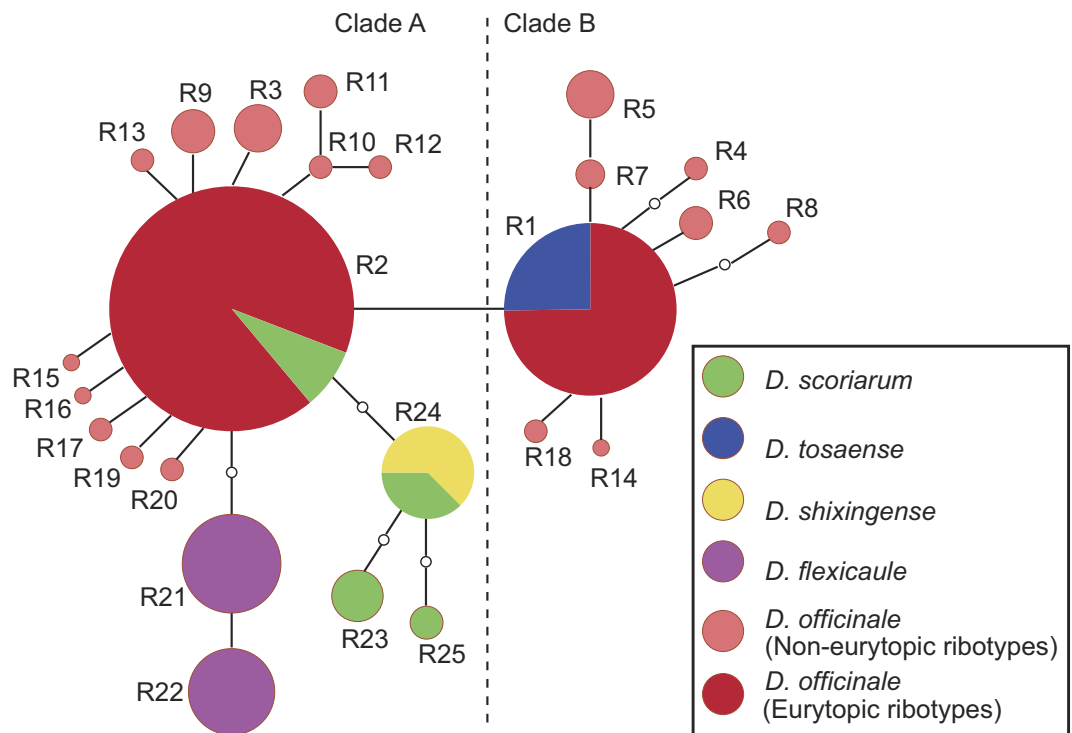 Clade A
Clade B
R11
R9
R3
R13
R10
R12
R5
R4
R7
R6
R8
R1
R2
R15
R16
R17
R19
R20
R24
R18
R14
R21
R23
R25
R22
D. scoriarum
D. tosaense
D. shixingense
D. flexicaule
D. officinale
(Non-eurytopic ribotypes)
D. officinale
(Eurytopic ribotypes)